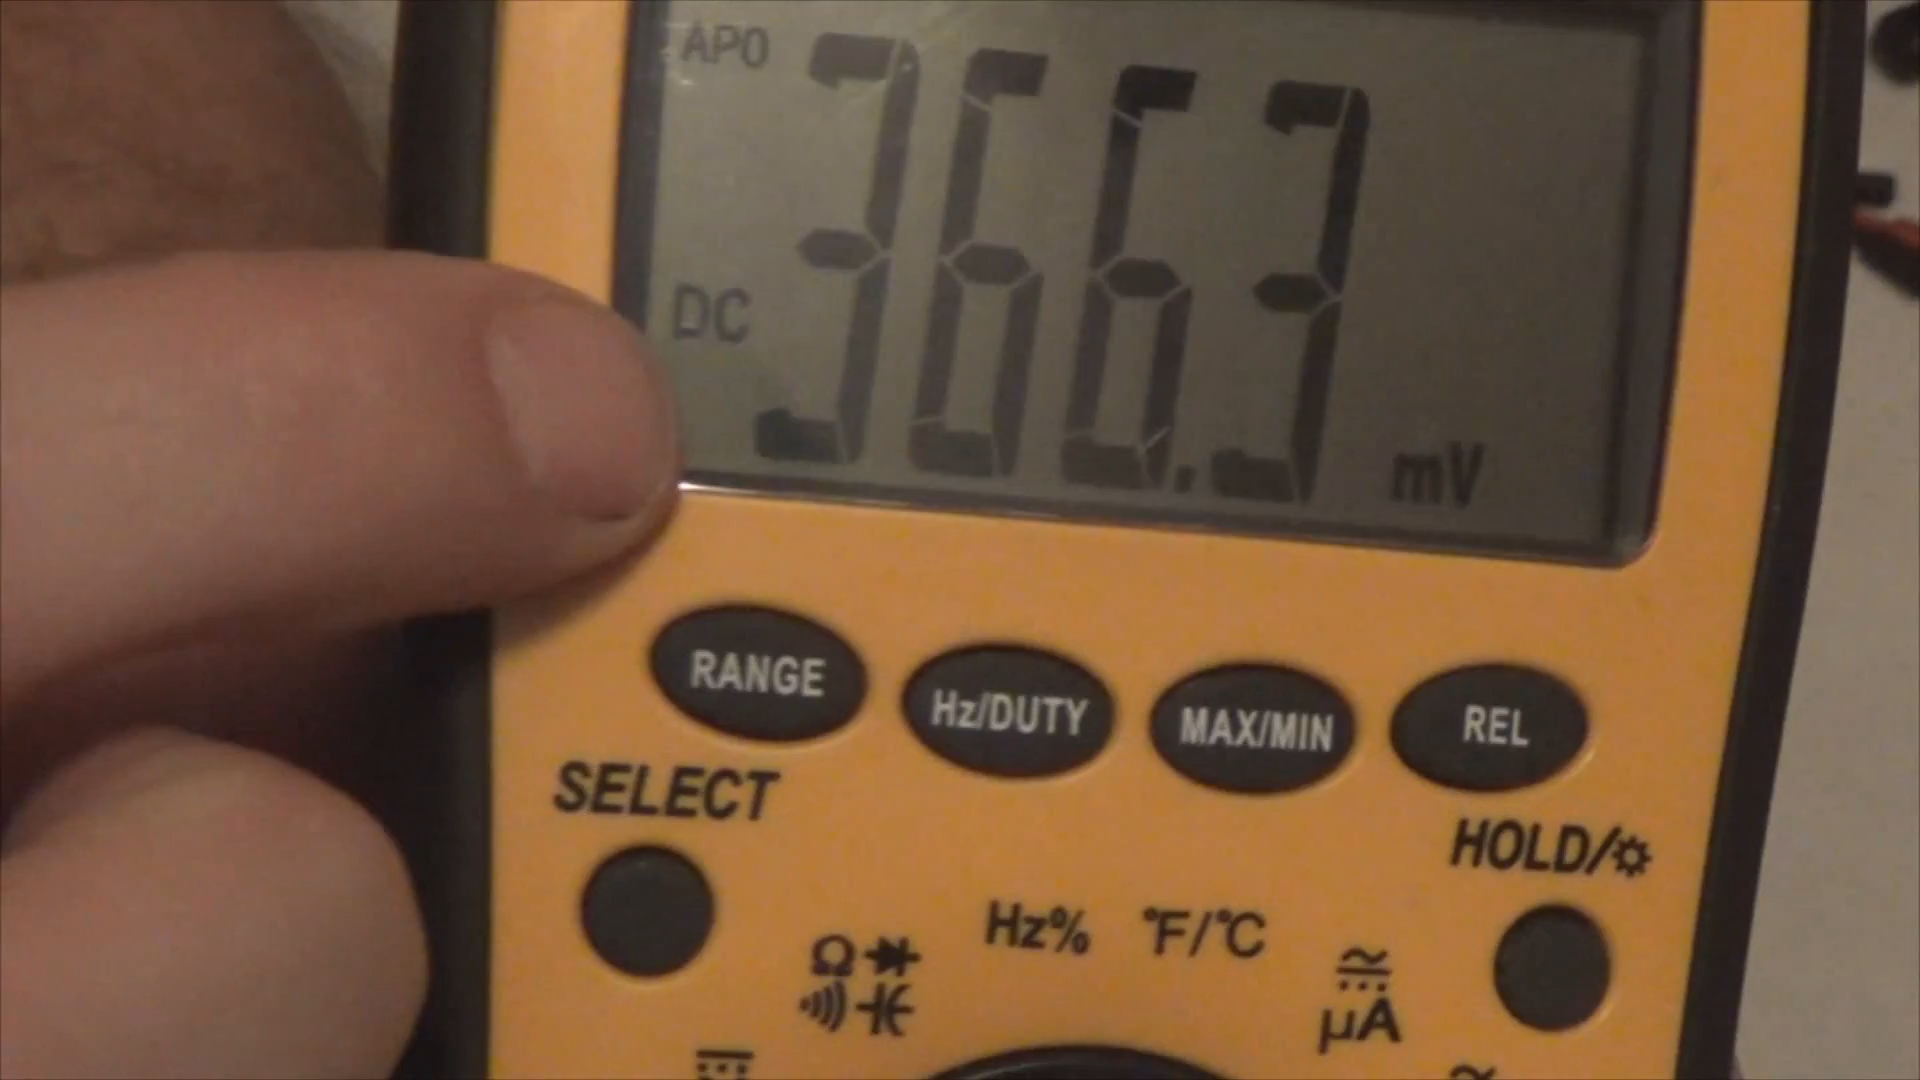 APO
366.3
DC
mV
RANGE
Hz/DUTY
MAX/MIN
REL
SELECT
HOLD/
Hz%
°F/°C
Ω
µA